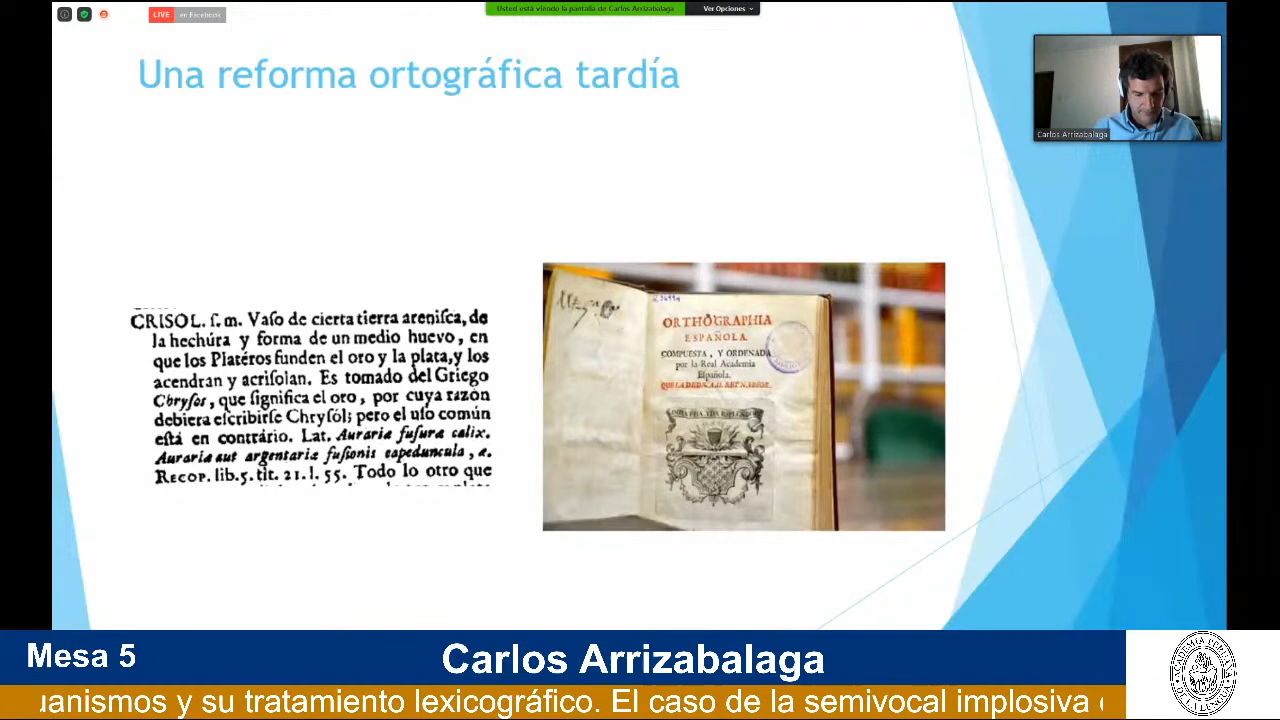 LIVE en Facebook
Usted está viendo la pantalla de Carlos Arrizabalaga
Ver Opciones
Una reforma ortográfica tardía
Carlos Arrizabalaga
CRISOL. ſ. m. Vaſo de cierta tierra areniſca, de
la hechúra y forma de un medio huevo, en
que los Platéros funden el oro y la plata, y los
acendran y acriſolan. Es tomado del Griego
Chryſos, que ſignifica el oro, por cuya razón
debiera eſcribirſe Chryſól; pero el uſo común
eſtá en contrário. Lat. Auraria fuſura calix.
Auraria aut argentaria fuſionis capeduncula, æ.
RECOP. lib. 5. tit. 21. l. 55. Todo lo otro que
ORTHOGRAPHIA
ESPAÑOLA.
COMPUESTA, Y ORDENADA
por la Real Academia
Eſpañola.
Mesa 5
Carlos Arrizabalaga
uanismos y su tratamiento lexicográfico. El caso de la semivocal implosiva